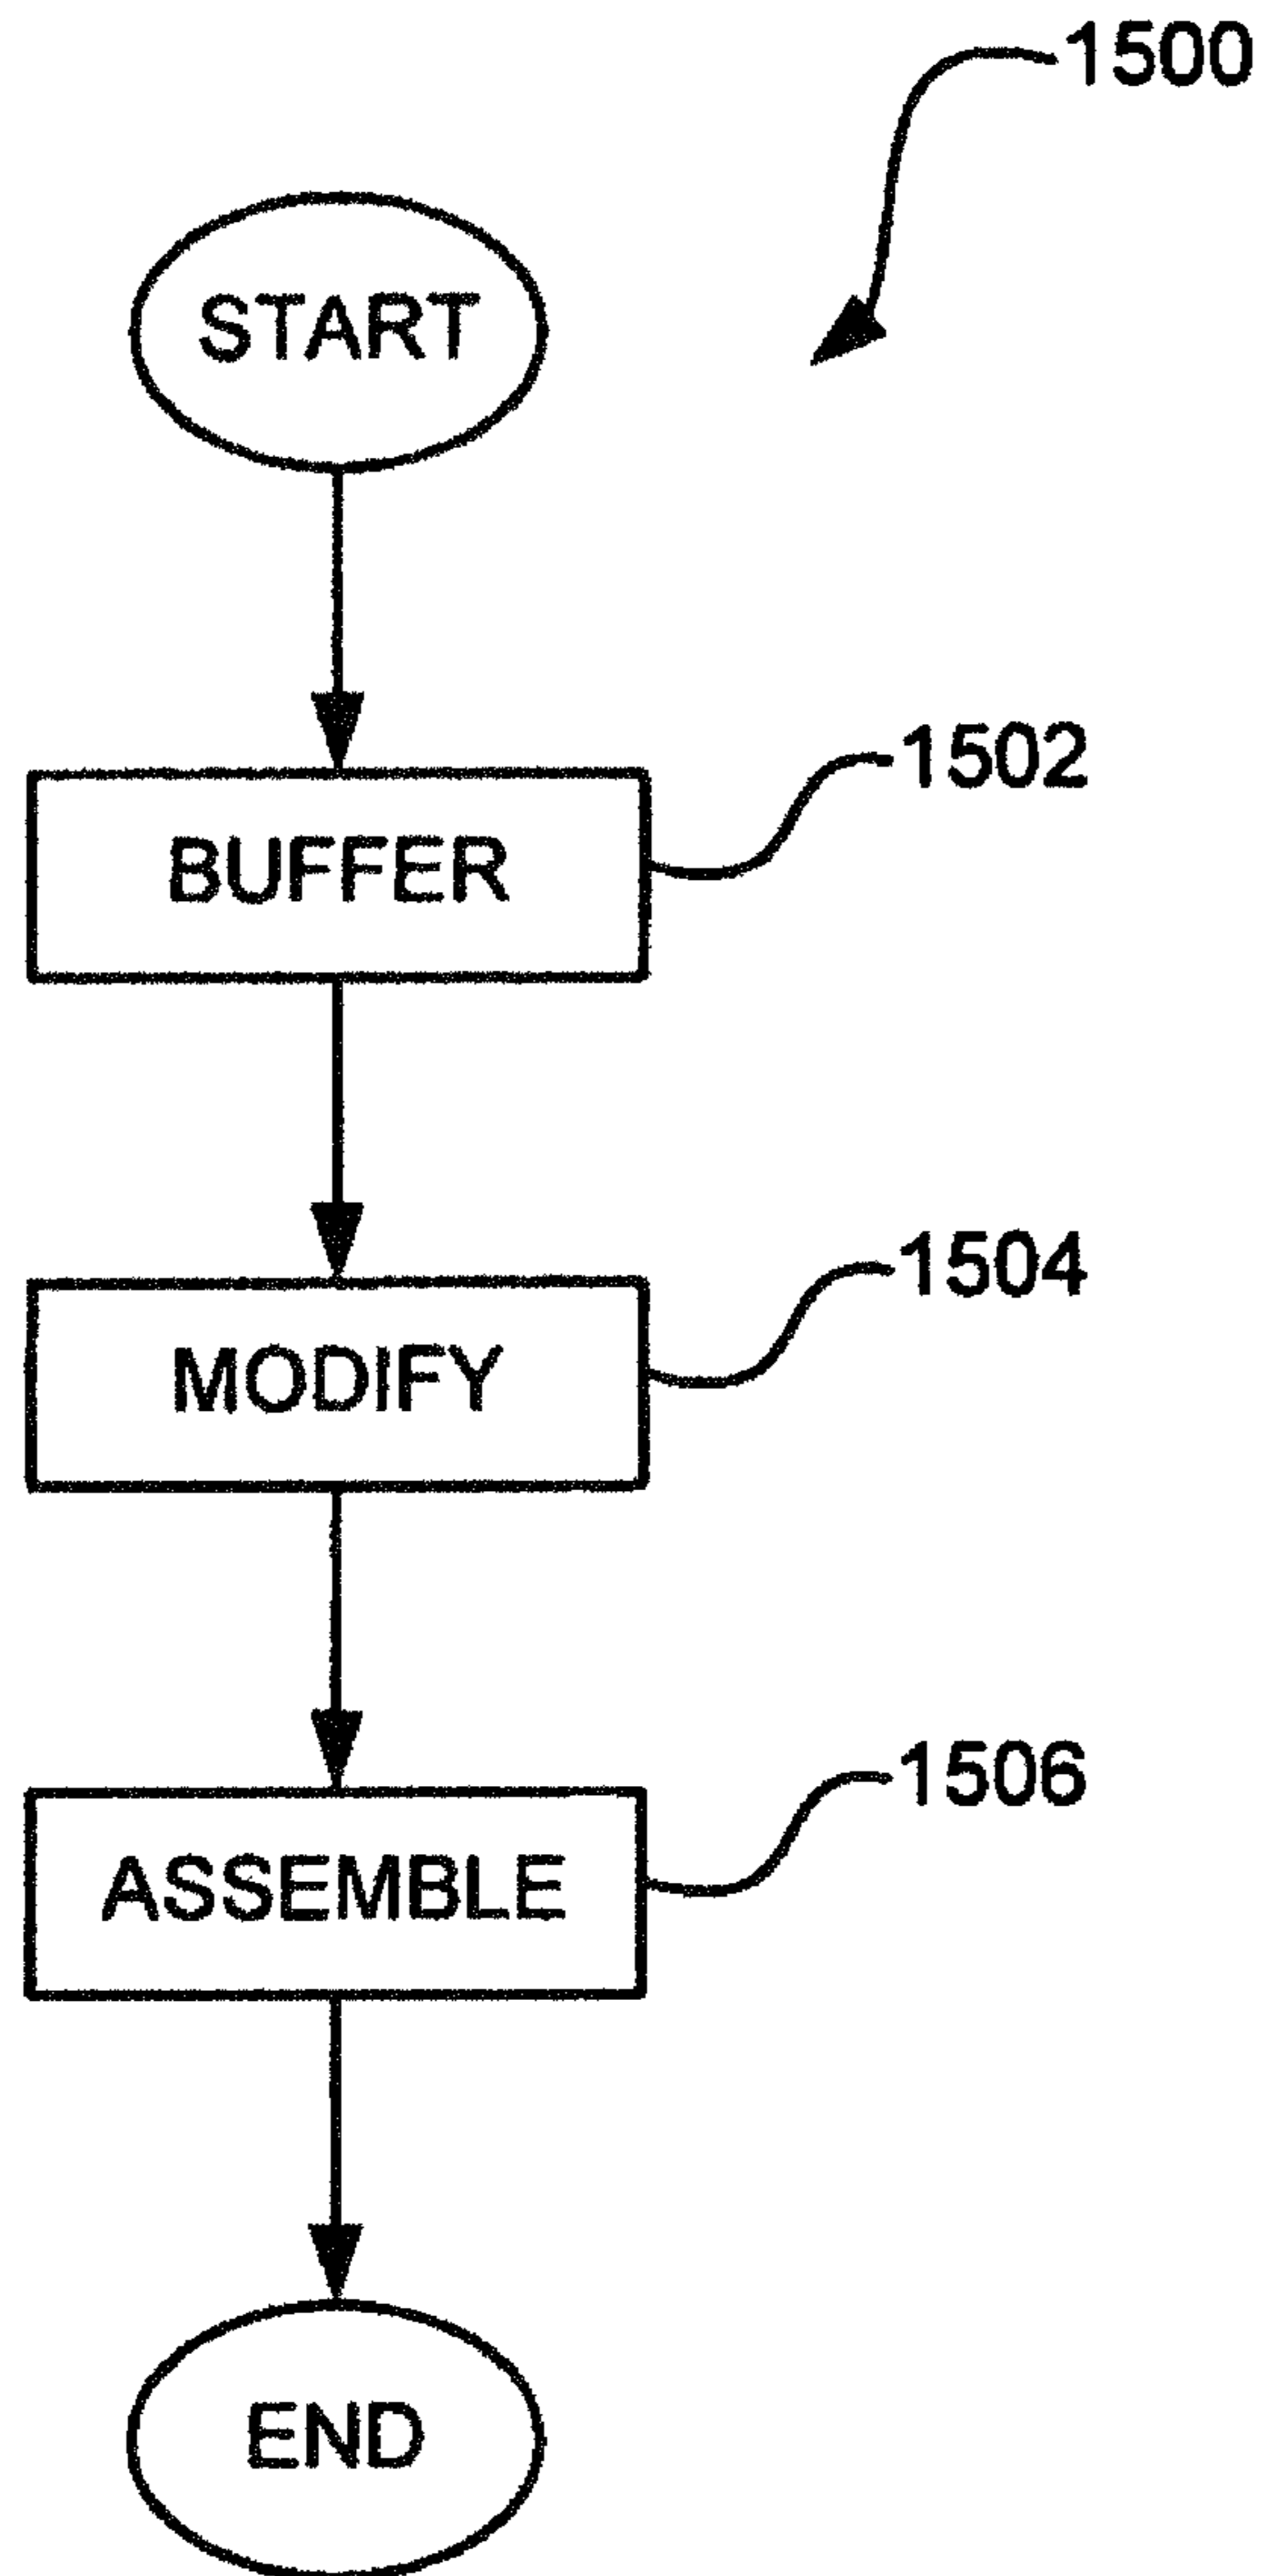 1500
START
1502
BUFFER
1504
MODIFY
1506
ASSEMBLE
END